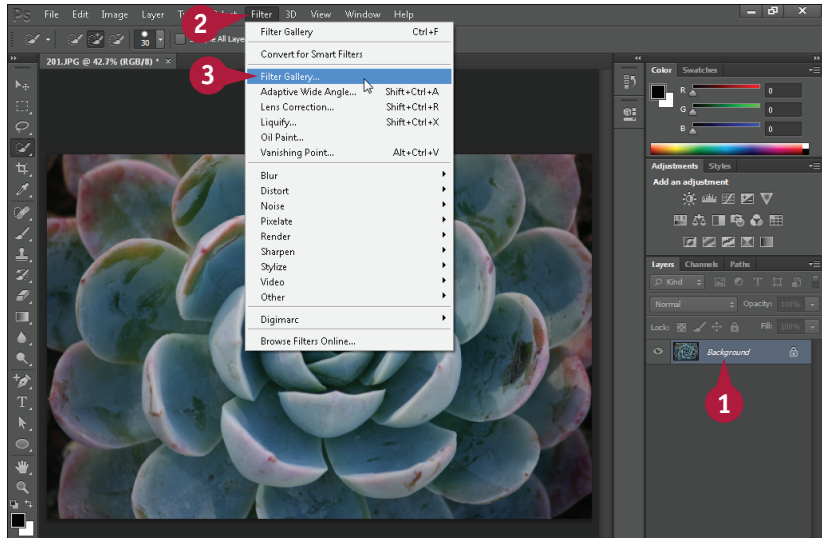 Ps File Edit Image Layer Filter 3D View Window Help
2
30 All Laye
201.JPG @ 42.7% (RGB/8) * ×
Filter Gallery Ctrl+F
Convert for Smart Filters
3
Filter Gallery...
Adaptive Wide Angle... Shift+Ctrl+A
Lens Correction... Shift+Ctrl+R
Liquify... Shift+Ctrl+X
Oil Paint...
Vanishing Point... Alt+Ctrl+V
Blur
Distort
Noise
Pixelate
Render
Sharpen
Stylize
Video
Other
Digimarc
Browse Filters Online...
Color Swatches
R 0
G 0
B 0
Adjustments Styles
Add an adjustment
Layers Channels Paths
Kind
Normal Opacity: 100%
Lock: Fill: 100%
Background
1
T